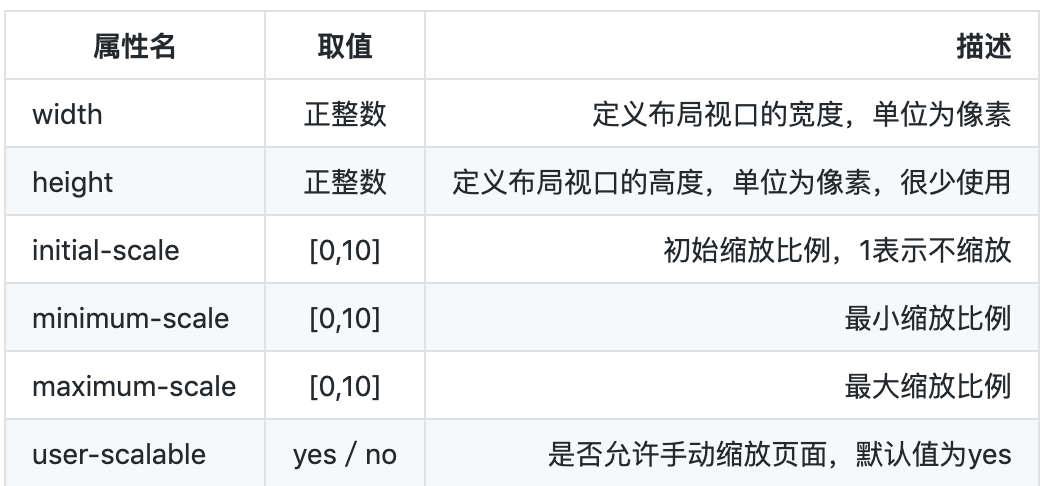 属性名 取值 描述
width 正整数 定义布局视口的宽度，单位为像素
height 正整数 定义布局视口的高度，单位为像素，很少使用
initial-scale [0,10] 初始缩放比例，1表示不缩放
minimum-scale [0,10] 最小缩放比例
maximum-scale [0,10] 最大缩放比例
user-scalable yes / no 是否允许手动缩放页面，默认值为yes